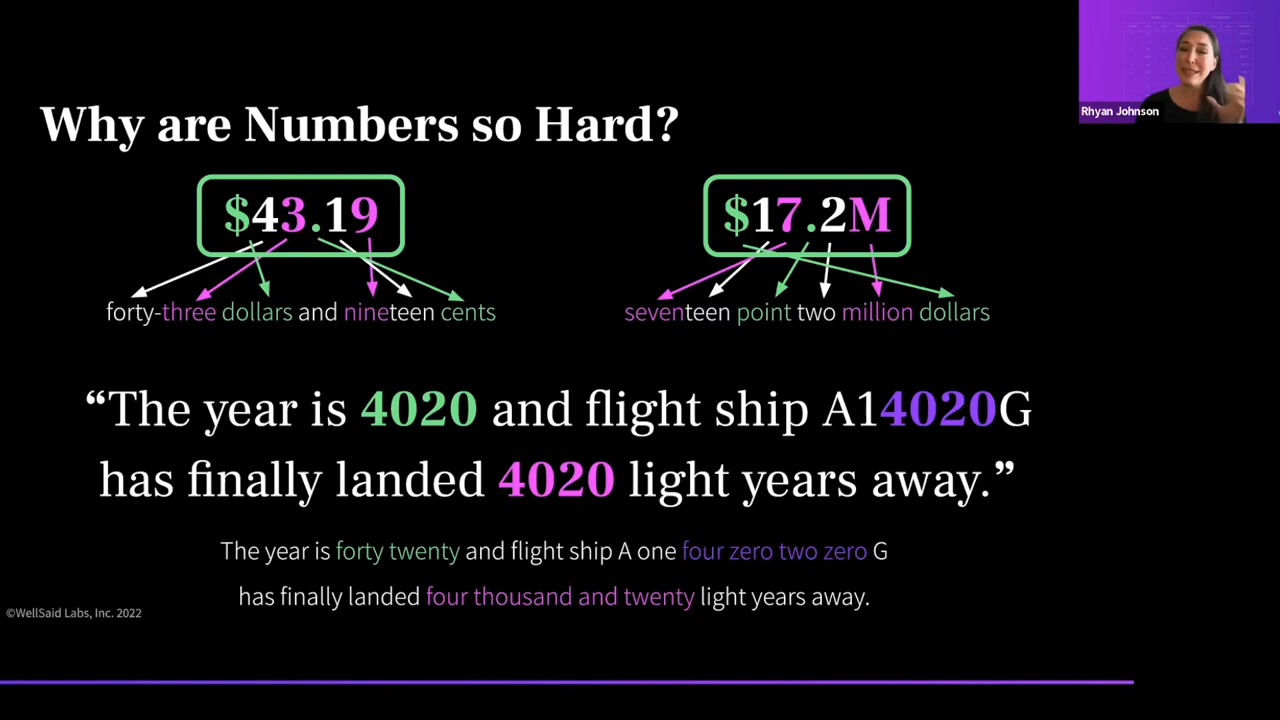 Rhyan Johnson
Why are Numbers so Hard?
$43.19
$17.2M
forty-three dollars and nineteen cents
seventeen point two million dollars
“The year is 4020 and flight ship A14020G
has finally landed 4020 light years away.”
The year is forty twenty and flight ship A one four zero two zero G
has finally landed four thousand and twenty light years away.
©WellSaid Labs, Inc. 2022